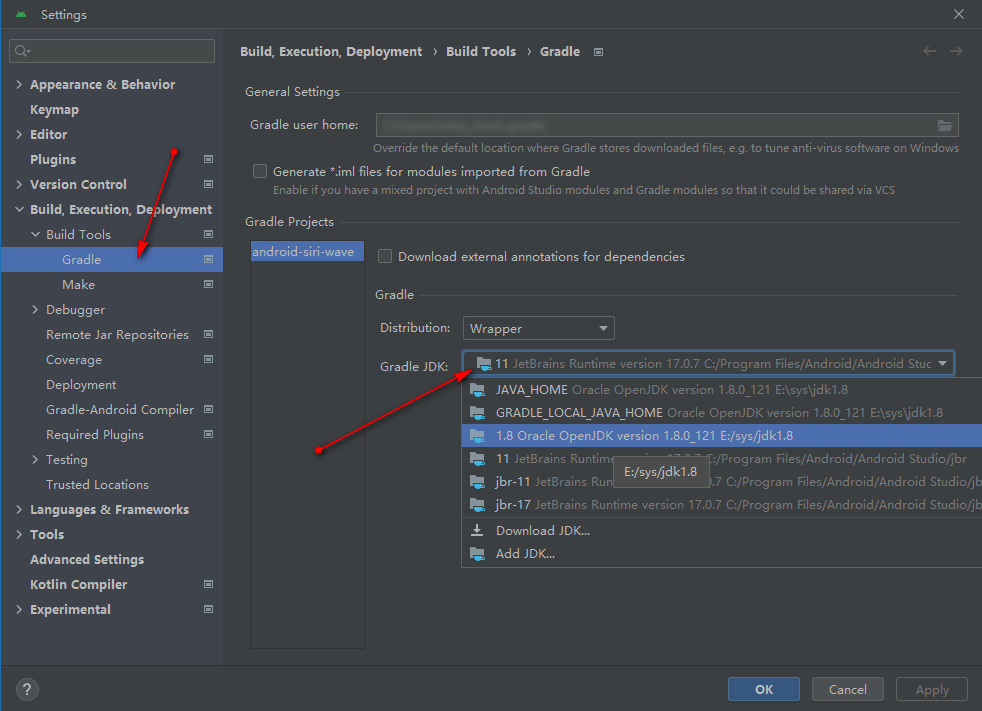 Settings
Build, Execution, Deployment › Build Tools › Gradle
Appearance & Behavior
Keymap
Editor
Plugins
Version Control
Build, Execution, Deployment
Build Tools
Gradle
Make
Debugger
Remote Jar Repositories
Coverage
Deployment
Gradle-Android Compiler
Required Plugins
Testing
Trusted Locations
Languages & Frameworks
Tools
Advanced Settings
Kotlin Compiler
Experimental
General Settings
Gradle user home:
Override the default location where Gradle stores downloaded files, e.g. to tune anti-virus software on Windows
Generate *.iml files for modules imported from Gradle
Enable if you have a mixed project with Android Studio modules and Gradle modules so that it could be shared via VCS
Gradle Projects
android-siri-wave
Download external annotations for dependencies
Gradle
Distribution: Wrapper
Gradle JDK: 11 JetBrains Runtime version 17.0.7 C:/Program Files/Android/Android Stuc
JAVA_HOME Oracle OpenJDK version 1.8.0_121 E:\sys\jdk1.8
GRADLE_LOCAL_JAVA_HOME Oracle OpenJDK version 1.8.0_121 E:\sys\jdk1.8
1.8 Oracle OpenJDK version 1.8.0_121 E:/sys/jdk1.8
11 JetBrains Runtime :/Program Files/Android/Android Studio/jbr
E:/sys/jdk1.8
jbr-11 JetBrains Run .7 C:/Program Files/Android/Android Studio/jb
jbr-17 JetBrains Runtime version 17.0.7 C:/Program Files/Android/Android Studio/jb
Download JDK...
Add JDK...
?
OK
Cancel
Apply